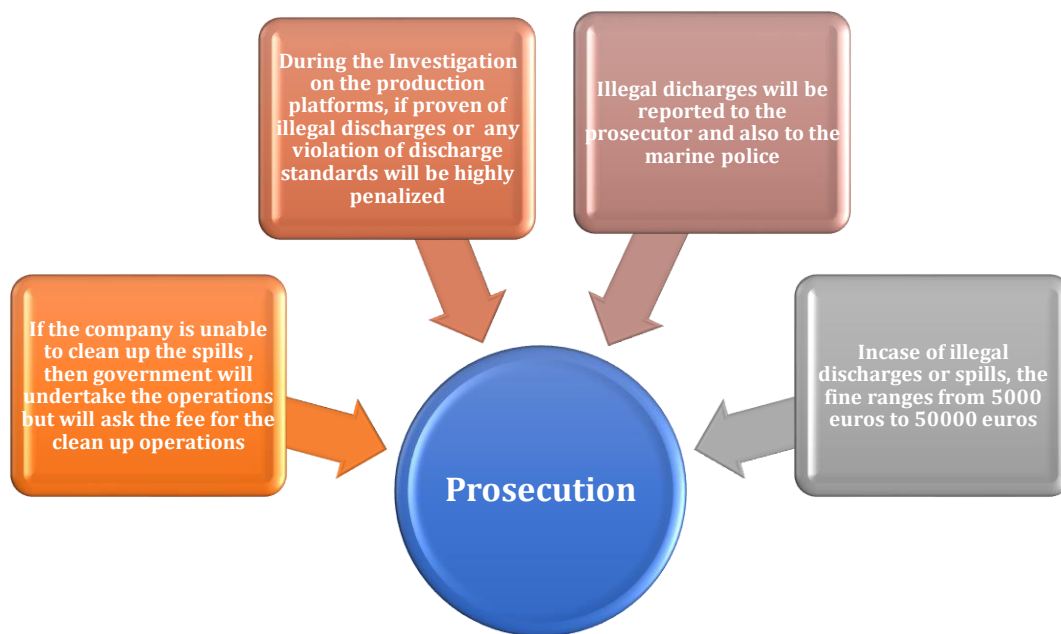 If the company is unable
to clean up the spills ,
then government will
undertake the operations
but will ask the fee for the
clean up operations
During the Investigation
on the production
platforms, if proven of
illegal discharges or any
violation of discharge
standards will be highly
penalized
Illegal dicharges will be
reported to the
prosecutor and also to the
marine police
Incase of illegal
discharges or spills, the
fine ranges from 5000
euros to 50000 euros
Prosecution